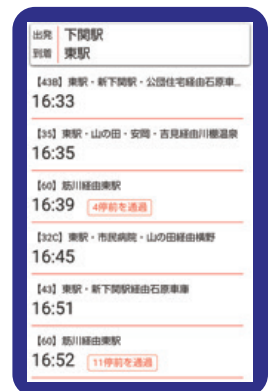 出発 下関駅
到着 東駅
【43B】東駅・新下関駅・公団住宅経由石原車...
16:33
【35】東駅・山の田・安岡・吉見経由川棚温泉
16:35
【60】筋川経由東駅
16:39 4停前を通過
【32C】東駅・市民病院・山の田経由横野
16:45
【43】東駅・新下関駅経由石原車庫
16:51
【60】筋川経由東駅
16:52 11停前を通過